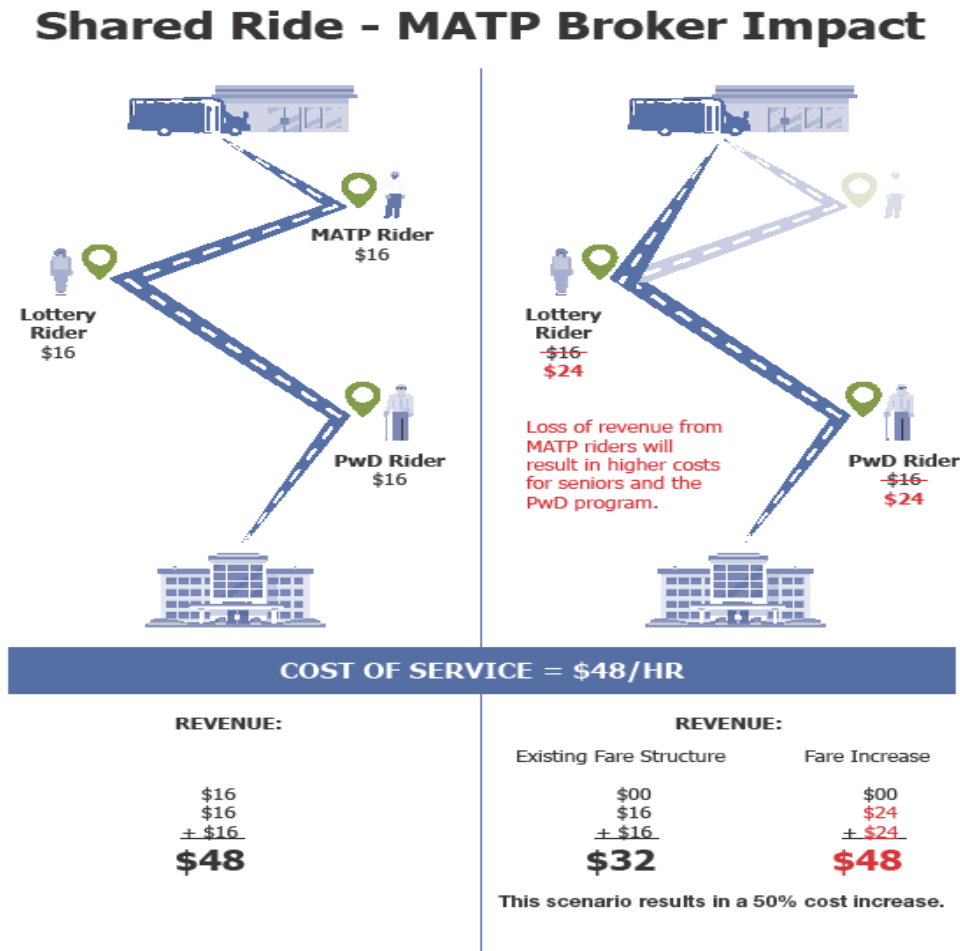 Shared Ride - MATP Broker Impact
MATP Rider
$16
Lottery
Rider
$16
PwD Rider
$16
Lottery
Rider
$16
$24
Loss of revenue from
MATP riders will
result in higher costs
for seniors and the
PwD program.
PwD Rider
$16
$24
COST OF SERVICE = $48/HR
REVENUE:
$16
$16
+ $16
$48
REVENUE:
Existing Fare Structure
$00
$16
+ $16
$32
Fare Increase
$00
$24
+ $24
$48
This scenario results in a 50% cost increase.